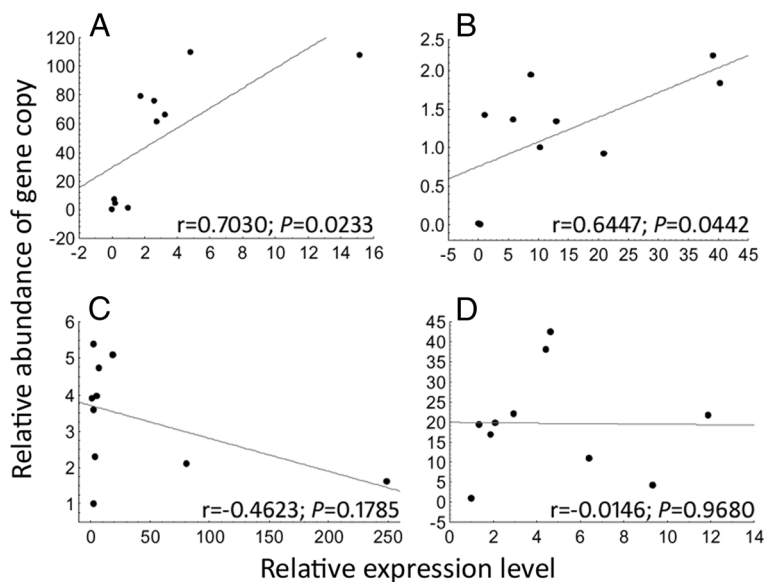 A
120
100
80
60
40
20
0
-20
-2 0 2 4 6 8 10 12 14 16
r=0.7030; P=0.0233
B
2.5
2.0
1.5
1.0
0.5
0.0
-5 0 5 10 15 20 25 30 35 40 45
r=0.6447; P=0.0442
Relative abundance of gene copy
C
6
5
4
3
2
1
0 50 100 150 200 250
r=-0.4623; P=0.1785
D
45
40
35
30
25
20
15
10
5
0
-5
0 2 4 6 8 10 12 14
r=-0.0146; P=0.9680
Relative expression level